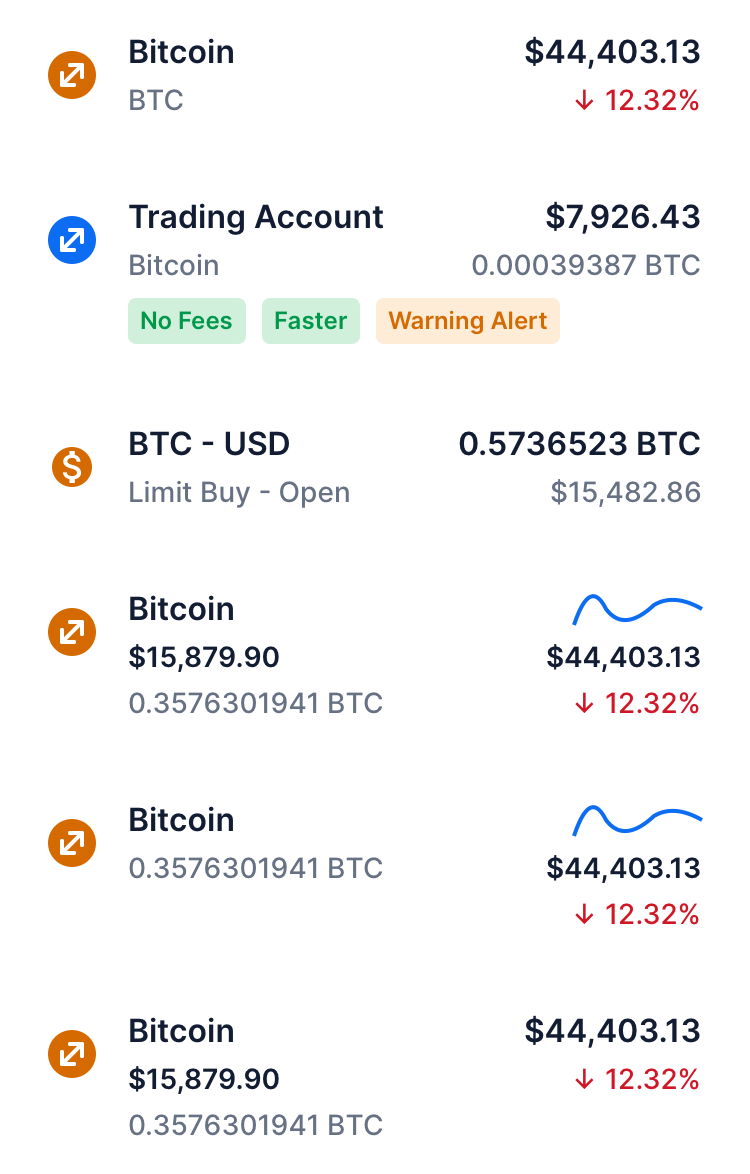 Bitcoin $44,403.13
BTC ↓ 12.32%
Trading Account $7,926.43
Bitcoin 0.00039387 BTC
No Fees Faster Warning Alert
$ BTC - USD 0.5736523 BTC
Limit Buy - Open $15,482.86
Bitcoin
$15,879.90 $44,403.13
0.3576301941 BTC ↓ 12.32%
Bitcoin
0.3576301941 BTC $44,403.13
↓ 12.32%
Bitcoin $44,403.13
$15,879.90 ↓ 12.32%
0.3576301941 BTC